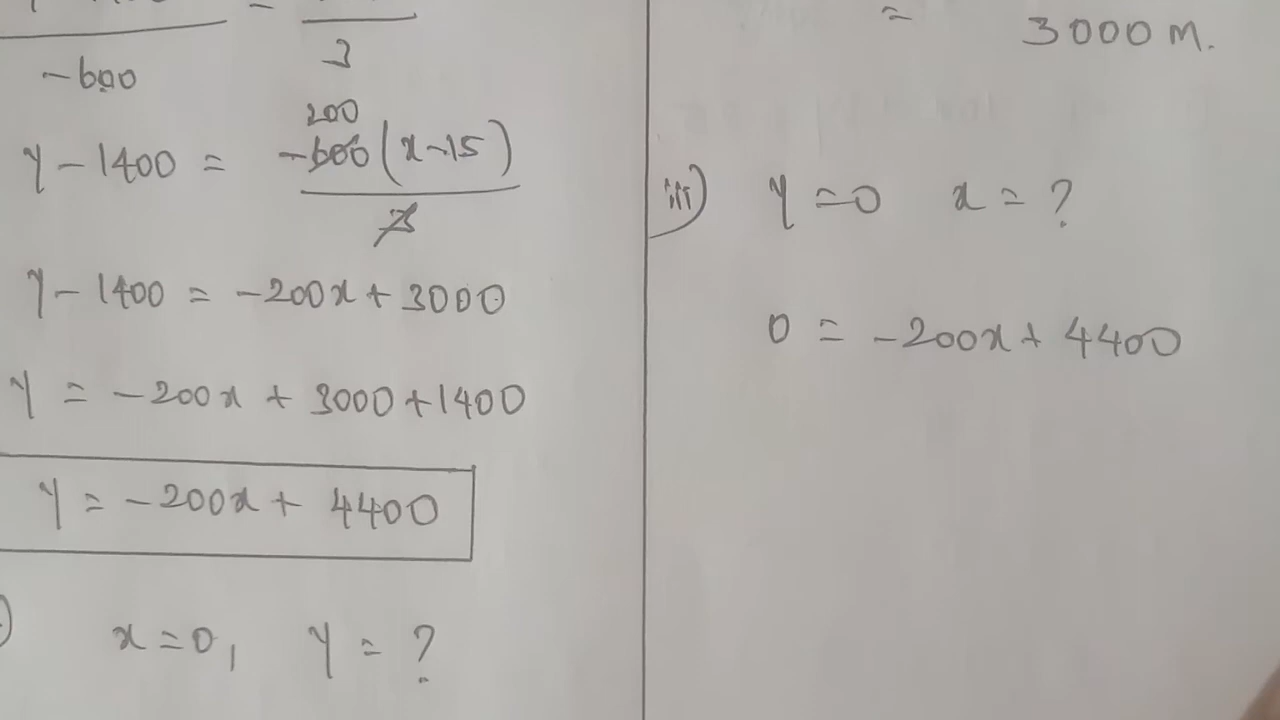 3
-600
200
y - 1400 = -600(x-15)
3
y - 1400 = -200x + 3000
y = -200x + 3000+1400
y = -200x + 4400
x=0, y = ?
= 3000 m.
iii) y=0 x=?
0 = -200x + 4400